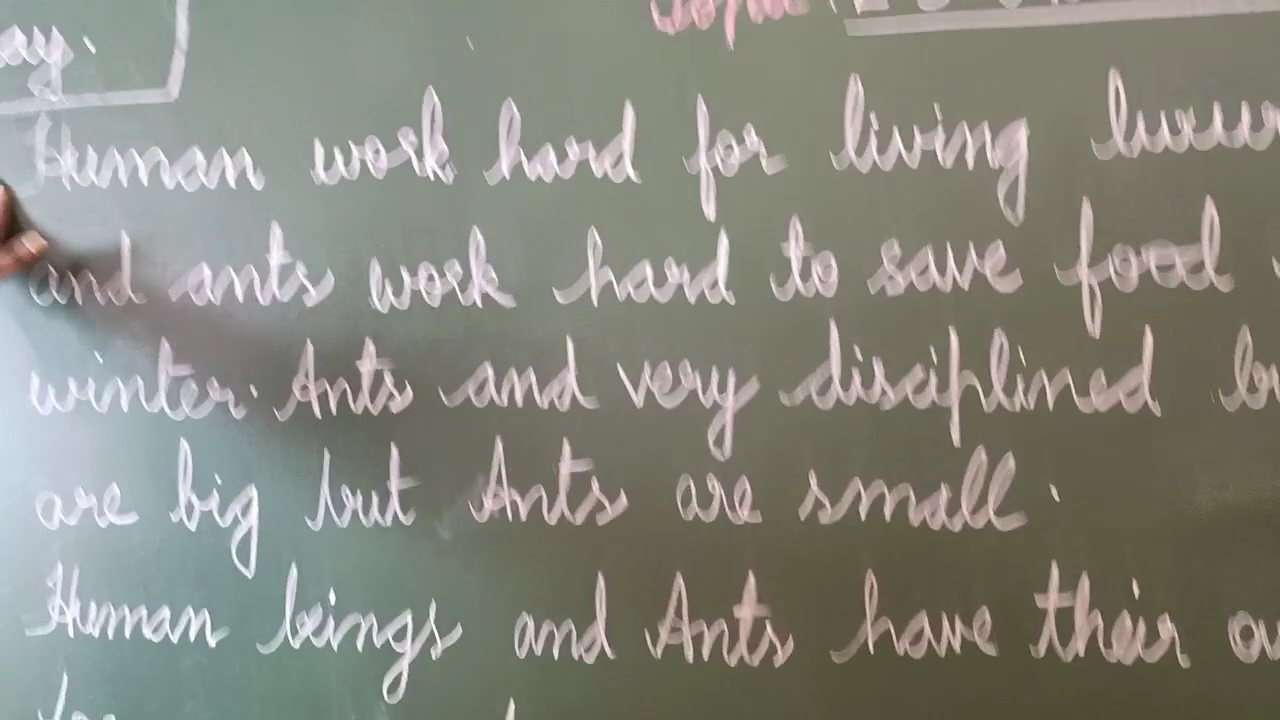 Human work hard for living
and ants work hard to save food
winter. Ants and very disciplined
are big but Ants are small.
Human beings and Ants have their